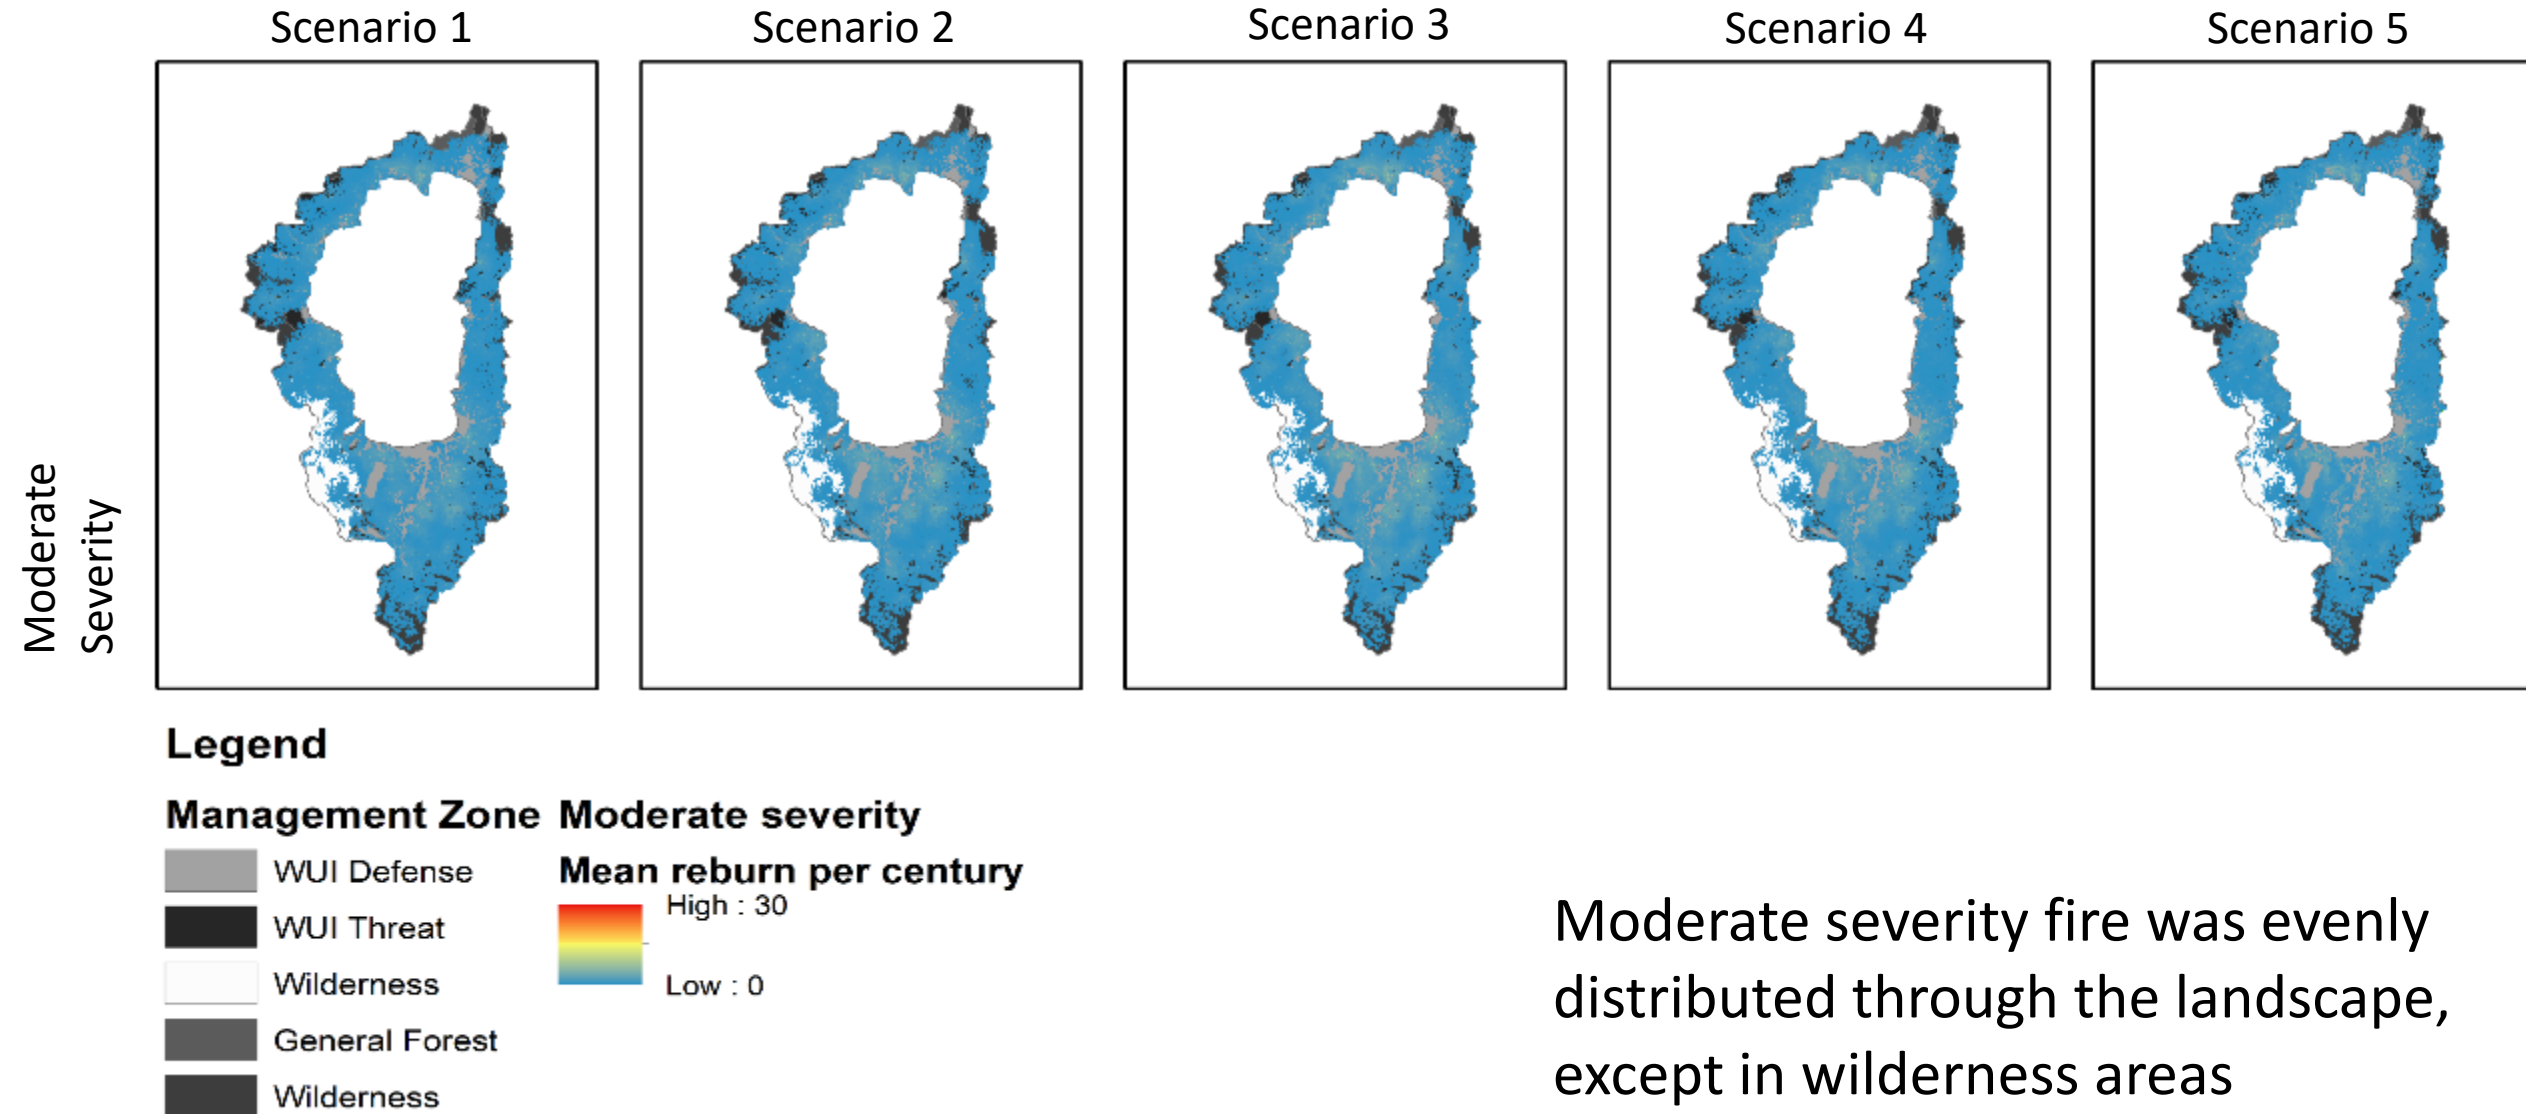 Scenario 1
Scenario 2
Scenario 3
Scenario 4
Scenario 5
Moderate
Severity
Legend
Management Zone
WUI Defense
WUI Threat
Wilderness
General Forest
Wilderness
Moderate severity
Mean reburn per century
High : 30
Low : 0
Moderate severity fire was evenly
distributed through the landscape,
except in wilderness areas